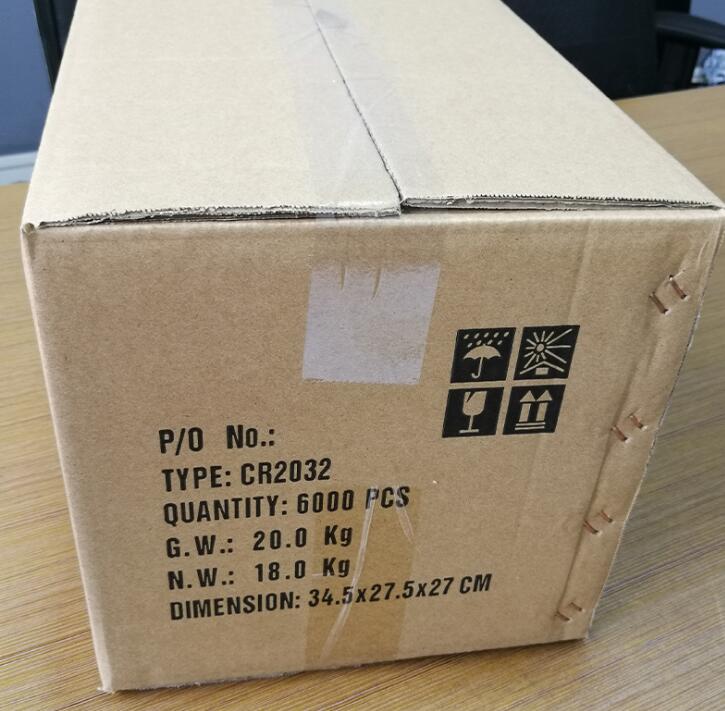 P/O No.:
TYPE: CR2032
QUANTITY: 6000 PCS
G.W.: 20.0 Kg
N.W.: 18.0 Kg
DIMENSION: 34.5x27.5x27 CM